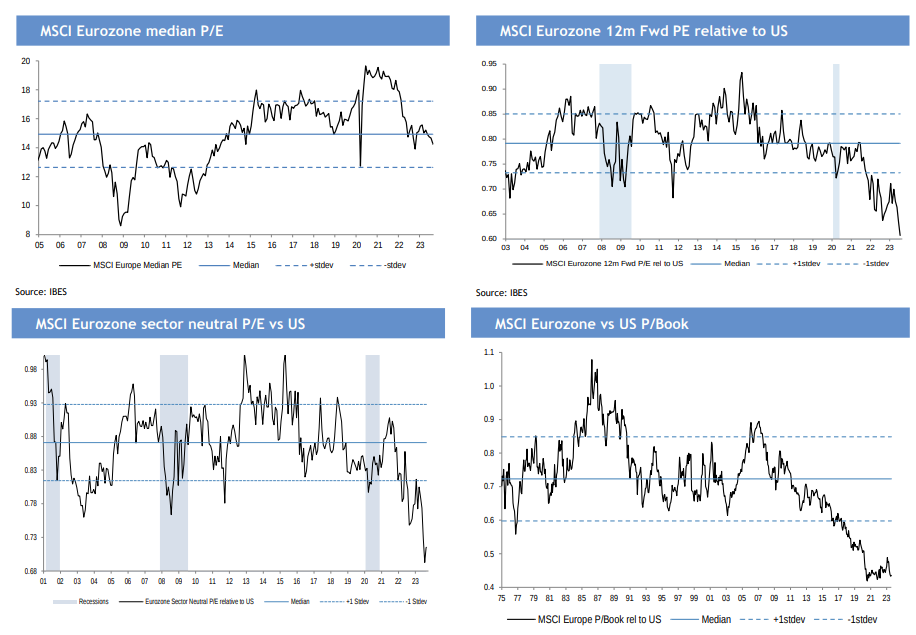 MSCI Eurozone median P/E
20
18
16
14
12
10
8
05 06 07 08 09 10 11 12 13 14 15 16 17 18 19 20 21 22 23
MSCI Europe Median PE Median +stdev -stdev
Source: IBES
MSCI Eurozone 12m Fwd PE relative to US
0.95
0.90
0.85
0.80
0.75
0.70
0.65
0.60
03 04 05 06 07 08 09 10 11 12 13 14 15 16 17 18 19 20 21 22 23
MSCI Eurozone 12m Fwd P/E rel to US Median +1stdev -1stdev
Source: IBES
MSCI Eurozone sector neutral P/E vs US
0.98
0.93
0.88
0.83
0.78
0.73
0.68
01 02 03 04 05 06 07 08 09 10 11 12 13 14 15 16 17 18 19 20 21 22 23
Recessions Eurozone Sector Neutral P/E relative to US Median +1 Stdev -1 Stdev
MSCI Eurozone vs US P/Book
1.1
1.0
0.9
0.8
0.7
0.6
0.5
0.4
75 77 79 81 83 85 87 89 91 93 95 97 99 01 03 05 07 09 11 13 15 17 19 21 23
MSCI Europe P/Book rel to US Median +1stdev -1stdev